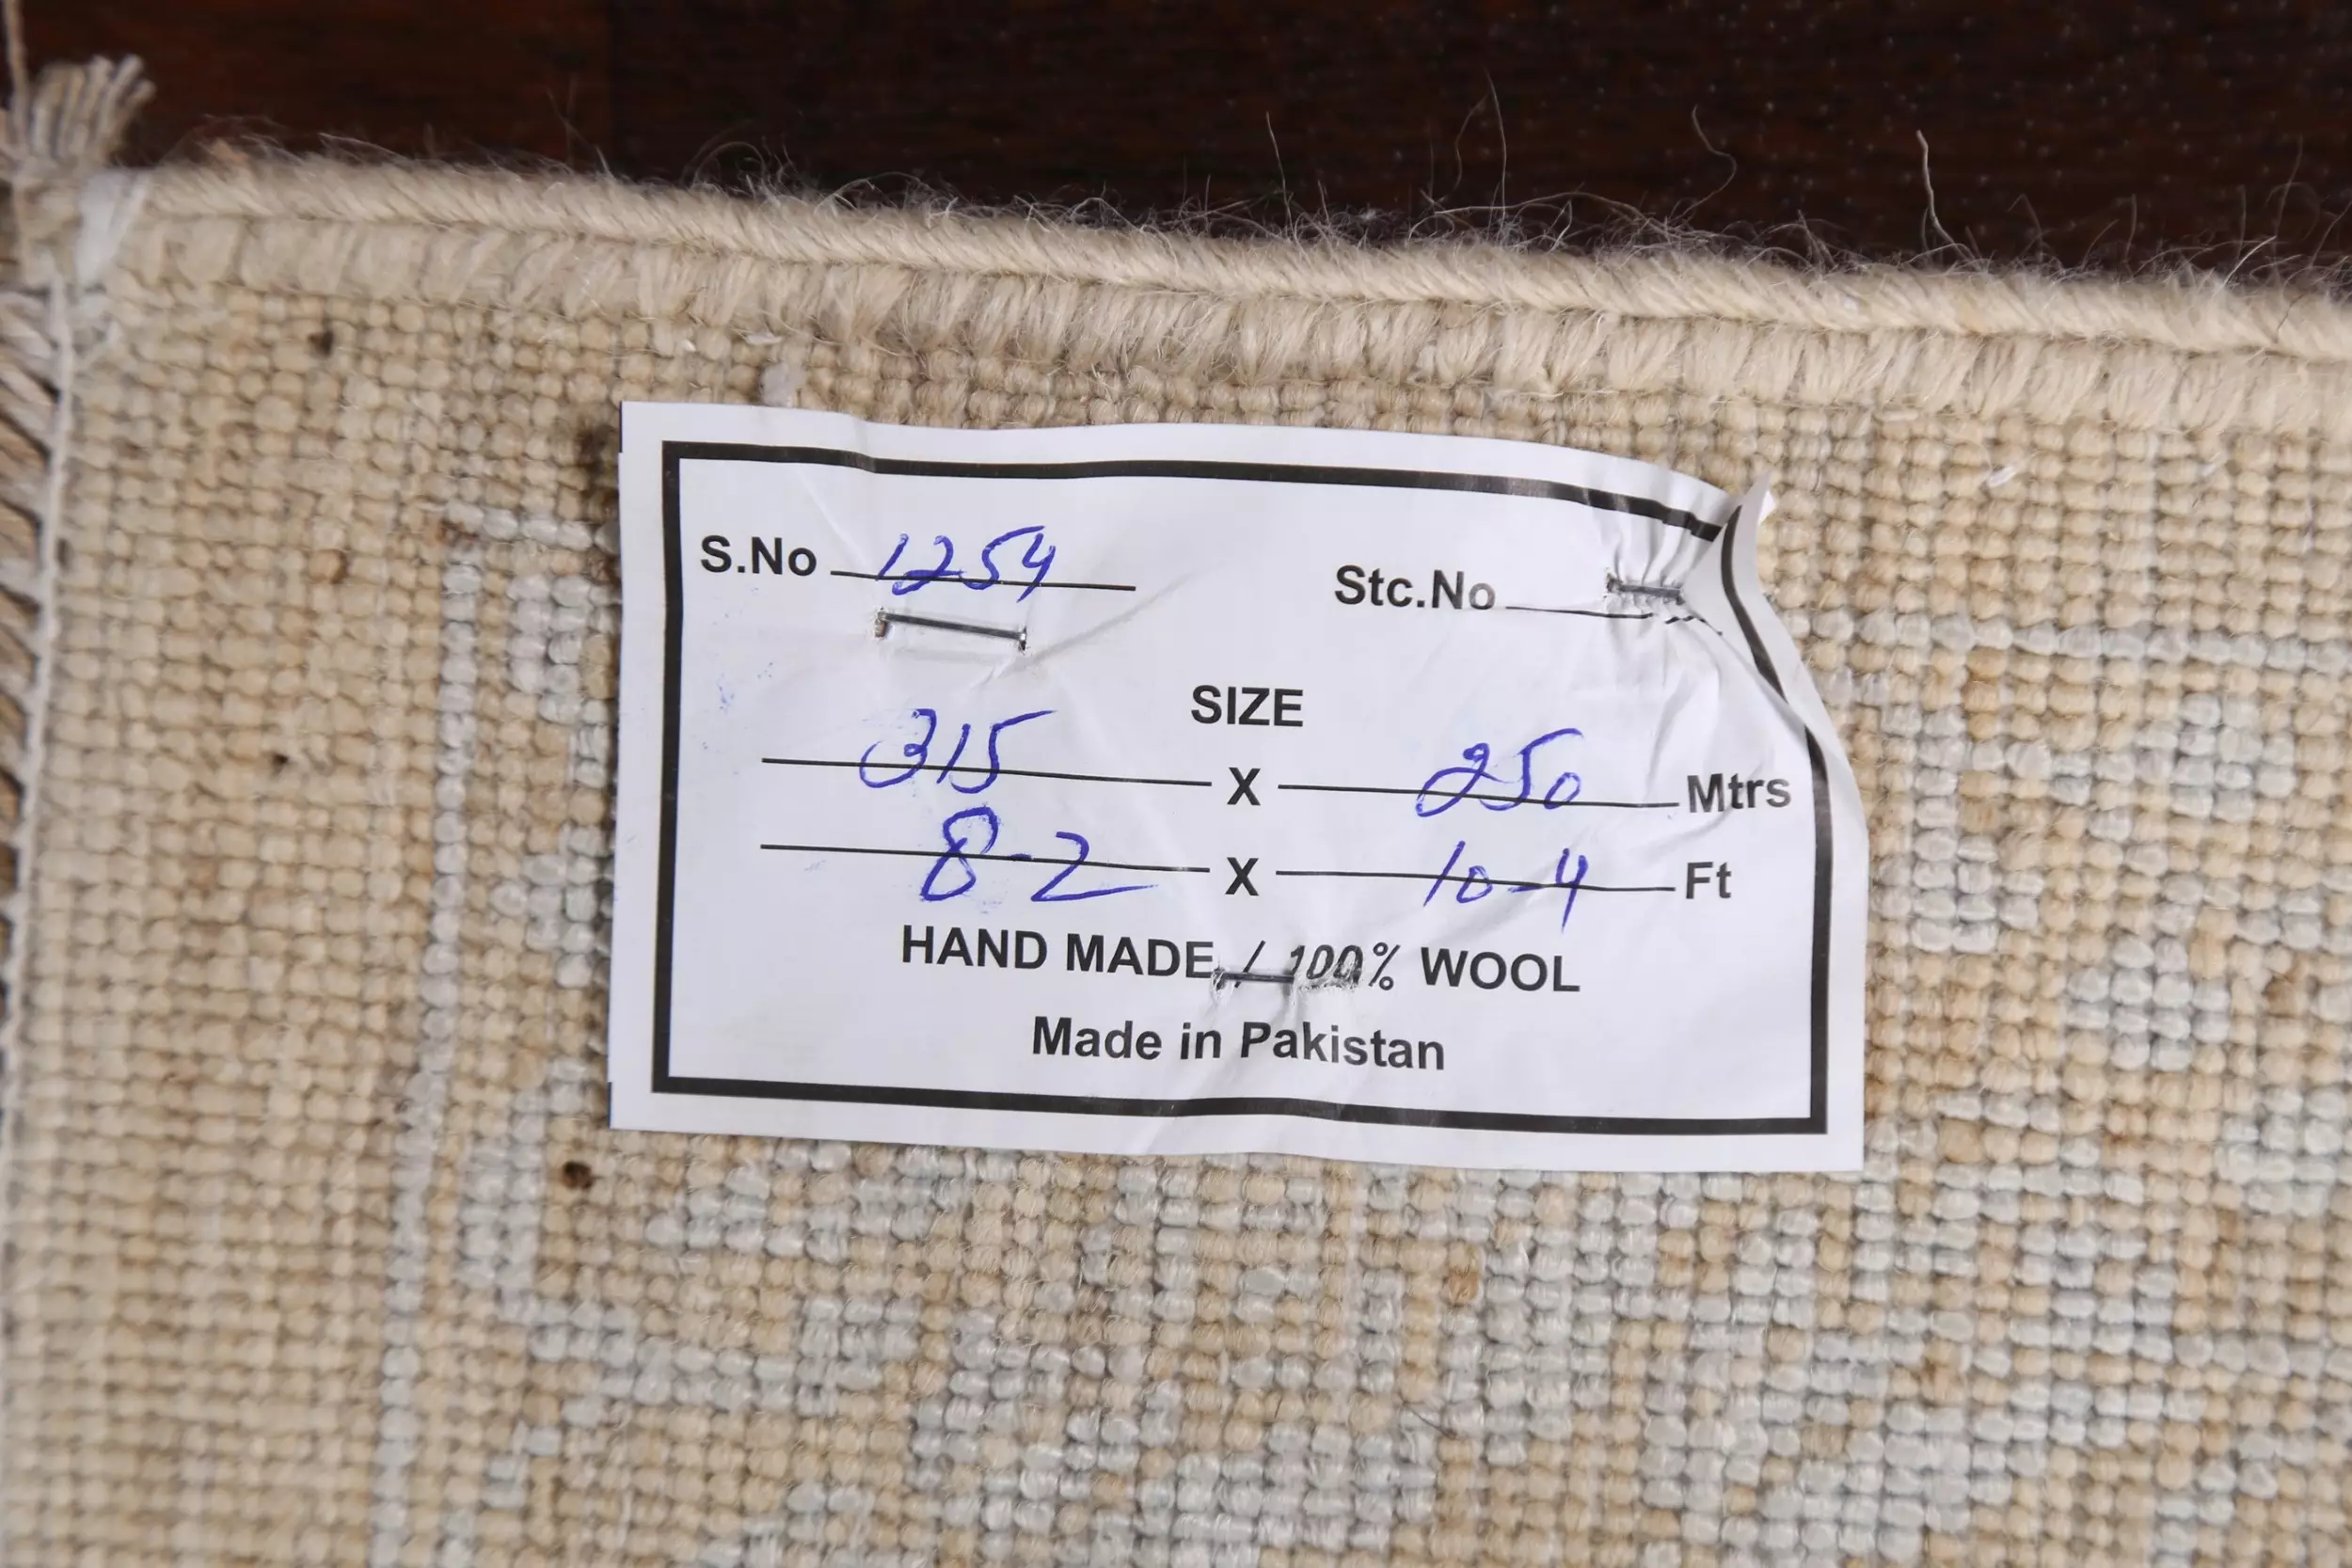 S.No 1254 Stc.No
SIZE
315 X 250 Mtrs
8-2 X 10-4 Ft
HAND MADE / 100% WOOL
Made in Pakistan